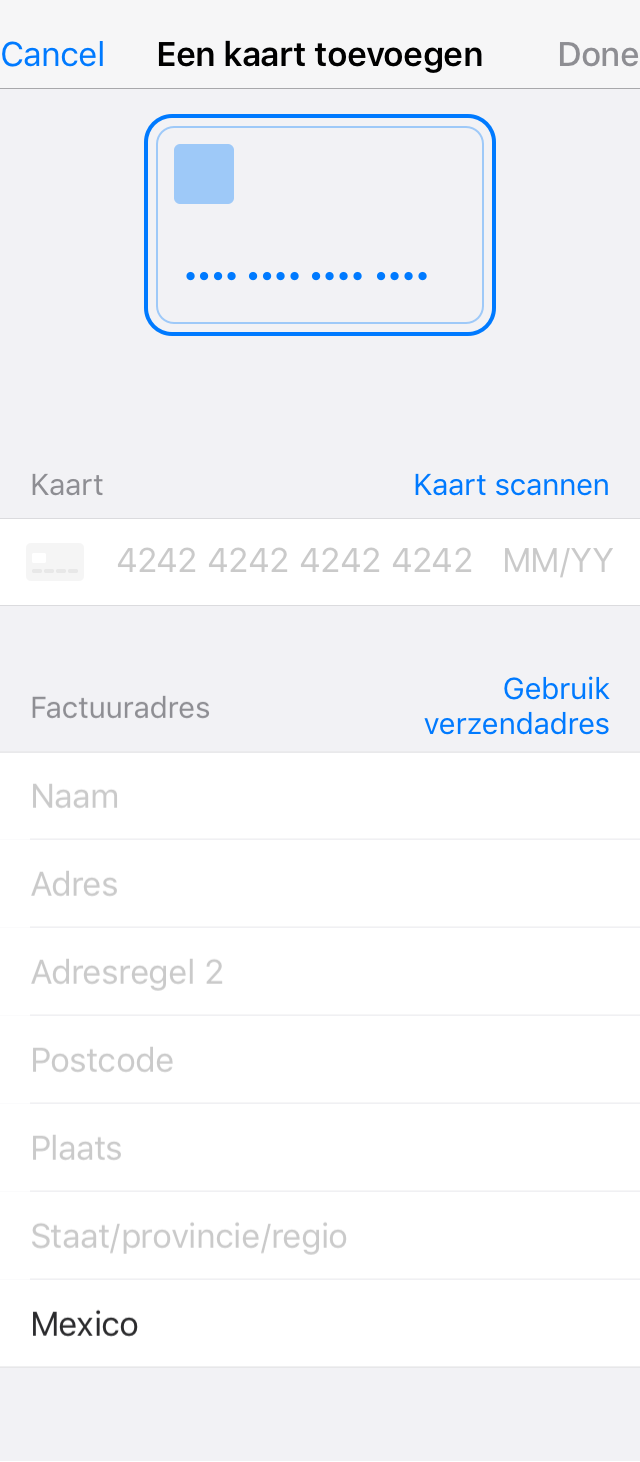 Cancel Een kaart toevoegen Done
•••• •••• •••• ••••
Kaart Kaart scannen
4242 4242 4242 4242 MM/YY
Factuuradres Gebruik
verzendadres
Naam
Adres
Adresregel 2
Postcode
Plaats
Staat/provincie/regio
Mexico